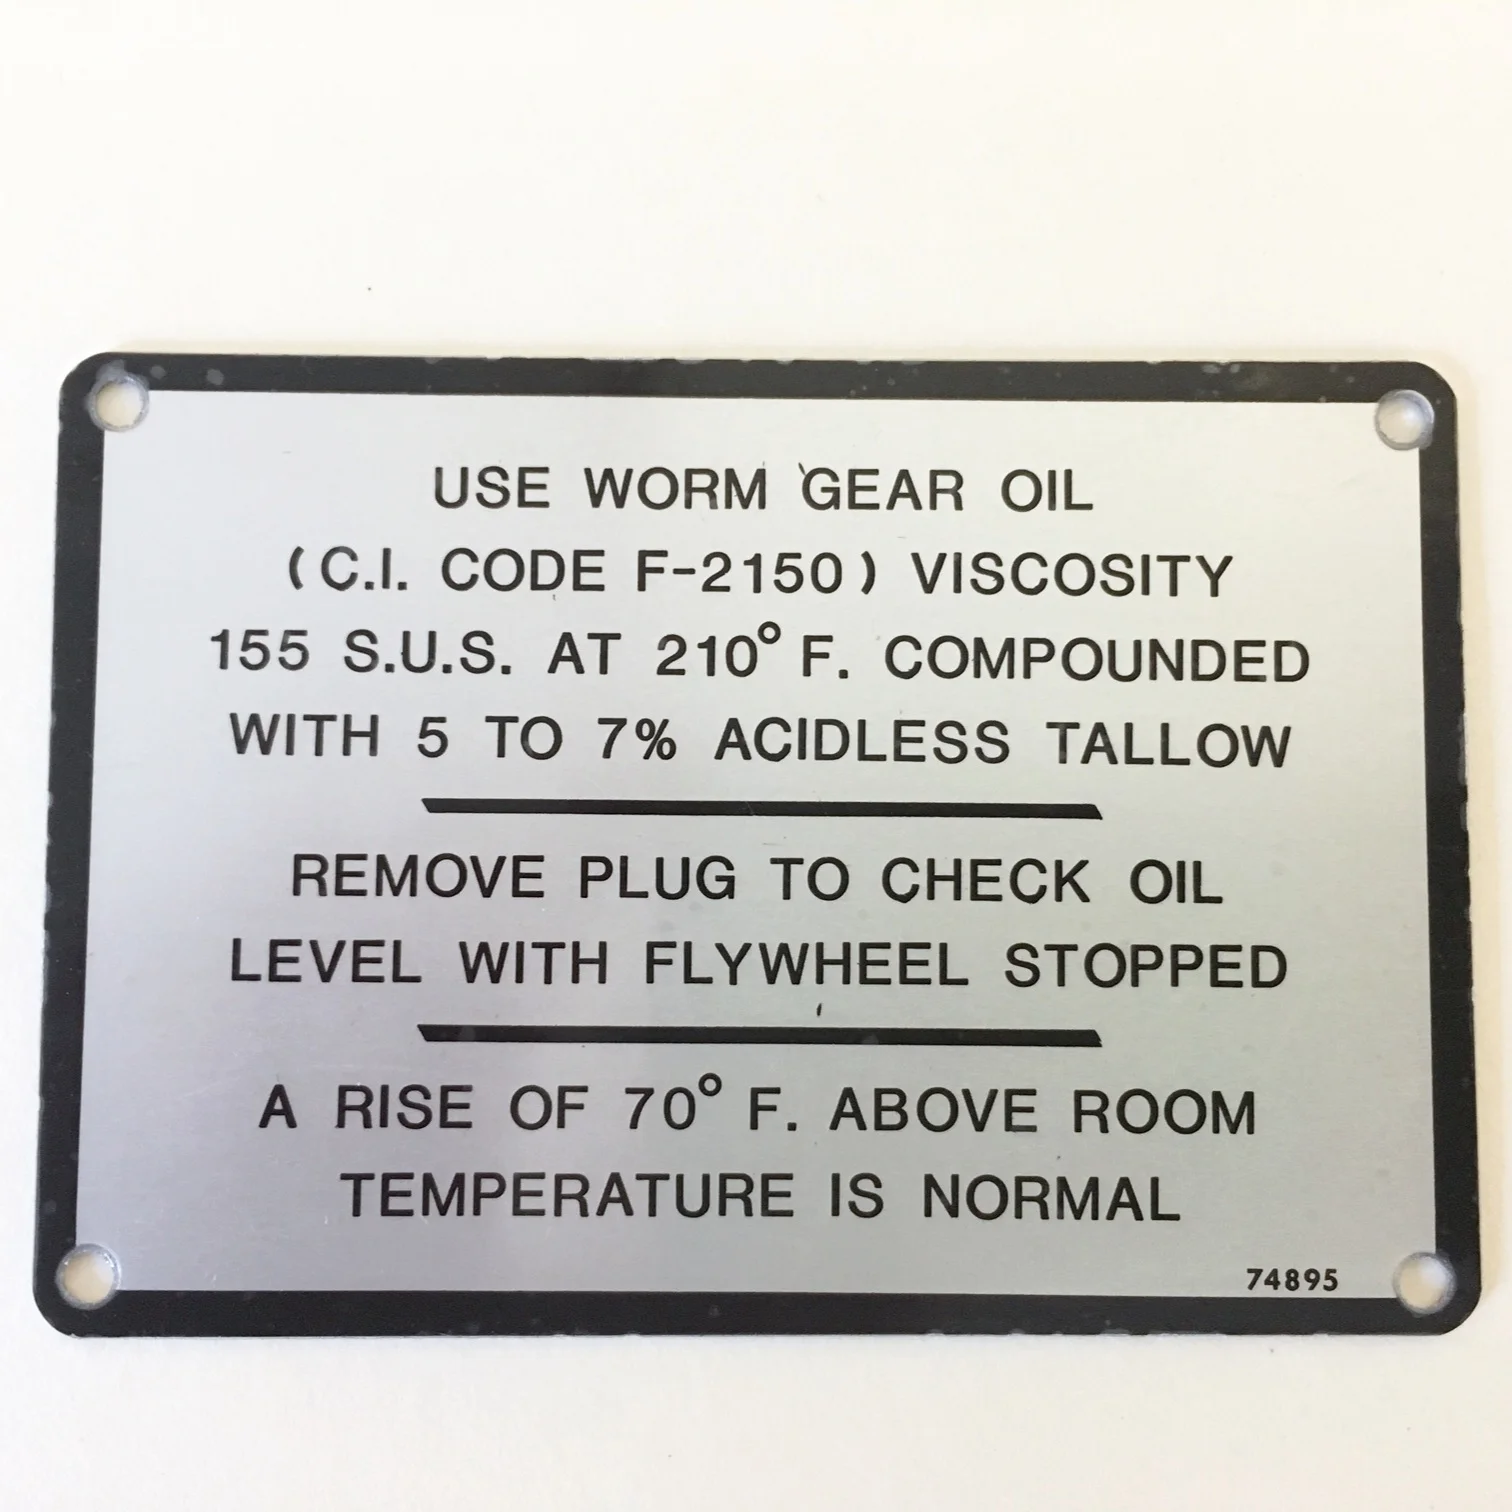 USE WORM GEAR OIL
(C.I. CODE F-2150) VISCOSITY
155 S.U.S. AT 210° F. COMPOUNDED
WITH 5 TO 7% ACIDLESS TALLOW
REMOVE PLUG TO CHECK OIL
LEVEL WITH FLYWHEEL STOPPED
A RISE OF 70° F. ABOVE ROOM
TEMPERATURE IS NORMAL
74895